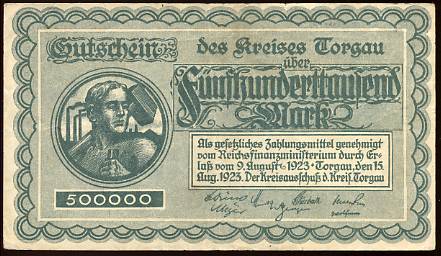 Gutschein des Kreises Torgau
über
Fünfhunderttausend
Mark
Als gesetzliches Zahlungsmittel genehmigt
vom Reichsfinanzministerium durch Er-
laß vom 9. August 1923 · Torgau, den 15.
Aug. 1923. Der Kreisausschuß d. Kreis. Torgau
500000